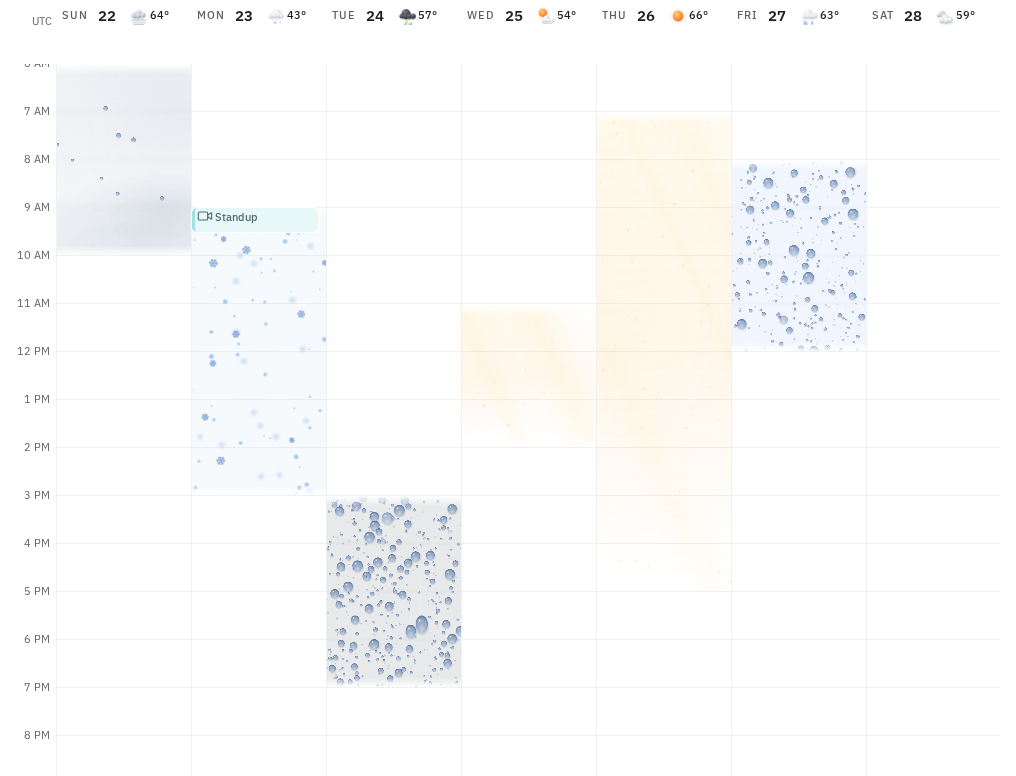 UTC
SUN 22 64°
MON 23 43°
TUE 24 57°
WED 25 54°
THU 26 66°
FRI 27 63°
SAT 28 59°
7 AM
8 AM
9 AM
Standup
10 AM
11 AM
12 PM
1 PM
2 PM
3 PM
4 PM
5 PM
6 PM
7 PM
8 PM